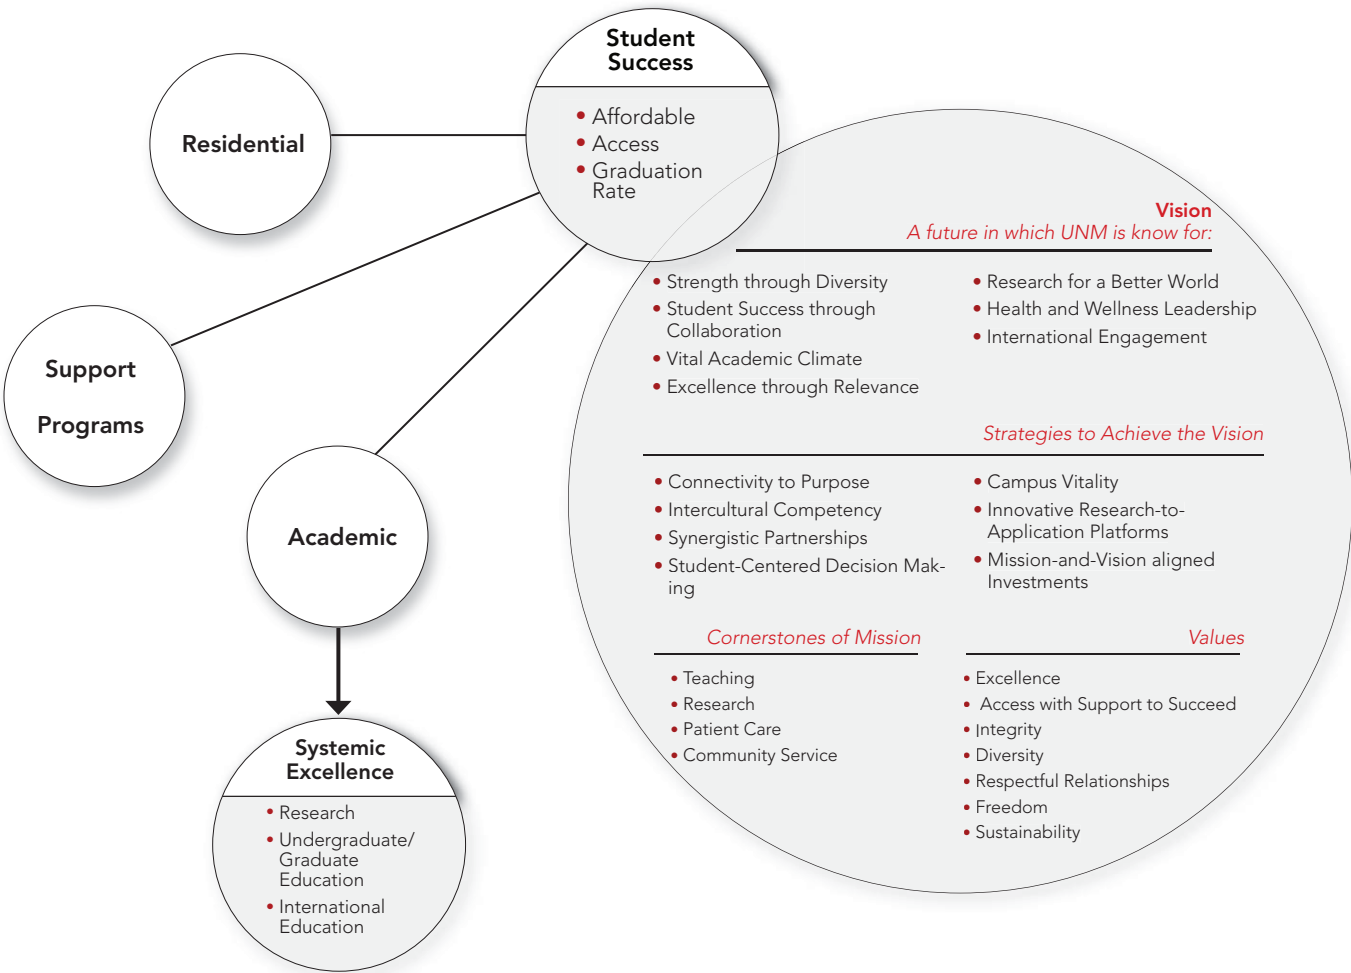 Student
Success
• Affordable
• Access
• Graduation
Rate
Residential
Support
Programs
Academic
Systemic
Excellence
• Research
• Undergraduate/
Graduate
Education
• International
Education
Vision
A future in which UNM is know for:
• Strength through Diversity
• Student Success through
Collaboration
• Vital Academic Climate
• Excellence through Relevance
• Research for a Better World
• Health and Wellness Leadership
• International Engagement
Strategies to Achieve the Vision
• Connectivity to Purpose
• Intercultural Competency
• Synergistic Partnerships
• Student-Centered Decision Mak-
ing
• Campus Vitality
• Innovative Research-to-
Application Platforms
• Mission-and-Vision aligned
Investments
Cornerstones of Mission
• Teaching
• Research
• Patient Care
• Community Service
Values
• Excellence
• Access with Support to Succeed
• Integrity
• Diversity
• Respectful Relationships
• Freedom
• Sustainability